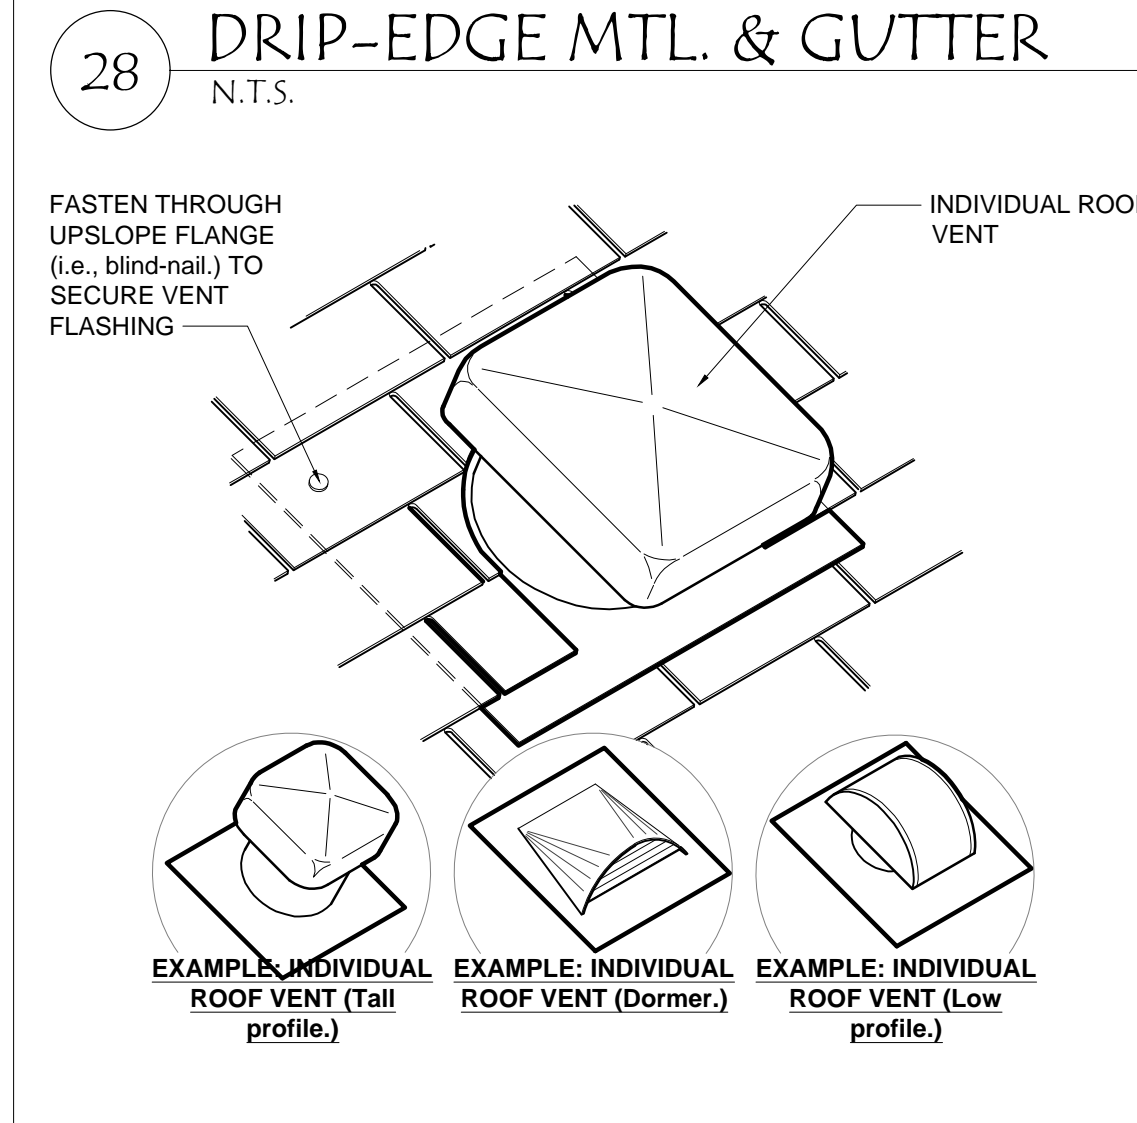 28
DRIP-EDGE MTL. & GUTTER
N.T.S.
FASTEN THROUGH
UPSLOPE FLANGE
(i.e., blind-nail.) TO
SECURE VENT
FLASHING
INDIVIDUAL ROOF
VENT
EXAMPLE: INDIVIDUAL
ROOF VENT (Tall
profile.)
EXAMPLE: INDIVIDUAL
ROOF VENT (Dormer.)
EXAMPLE: INDIVIDUAL
ROOF VENT (Low
profile.)